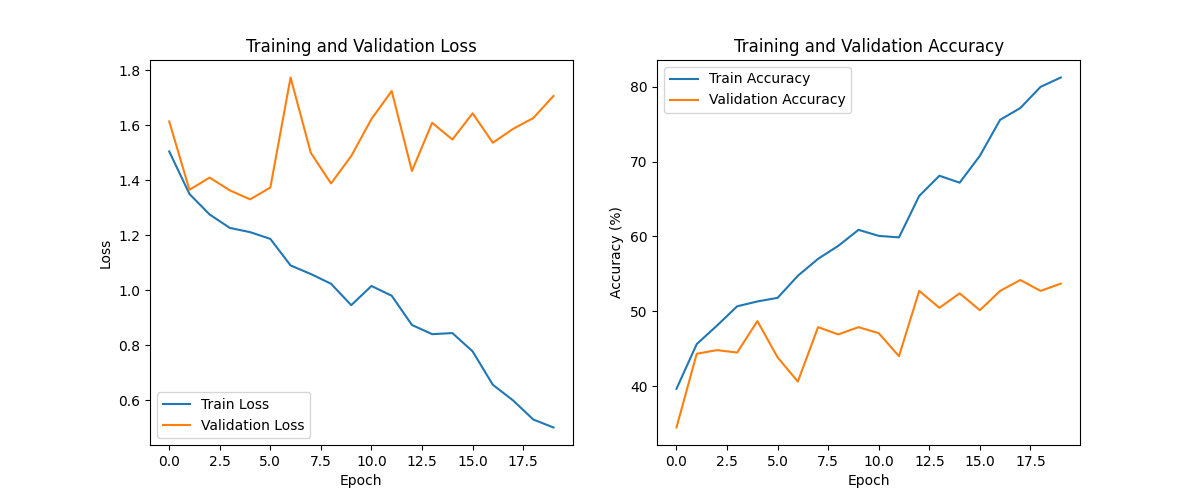 Training and Validation Loss
1.8
1.6
1.4
1.2
1.0
0.8
0.6
Loss
Train Loss
Validation Loss
0.0 2.5 5.0 7.5 10.0 12.5 15.0 17.5
Epoch
Training and Validation Accuracy
Train Accuracy
Validation Accuracy
80
70
60
50
40
Accuracy (%)
0.0 2.5 5.0 7.5 10.0 12.5 15.0 17.5
Epoch